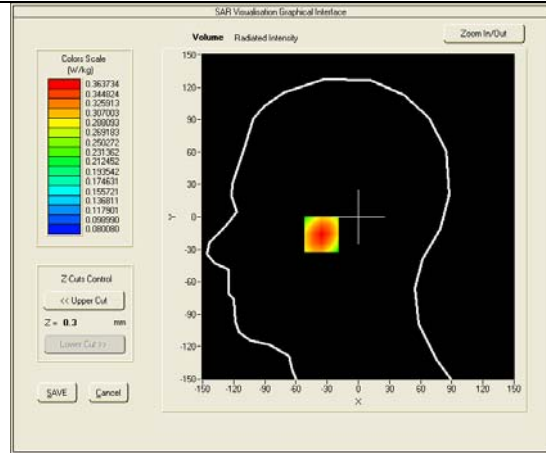 SAR Visualisation Graphical Interface
Volume Radiated Intensity
Zoom In/Out
Colors Scale
(W/kg)
0.363734
0.344824
0.325913
0.307003
0.288093
0.269183
0.250272
0.231362
0.212452
0.193542
0.174631
0.155721
0.136811
0.117901
0.098990
0.080080
Z-Cuts Control
<< Upper Cut
Z = 0.3 mm
Lower Cut >>
SAVE
Cancel
150
120
90
60
30
0
-30
-60
-90
-120
-150
Y
-150 -120 -90 -60 -30 0 30 60 90 120 150
X